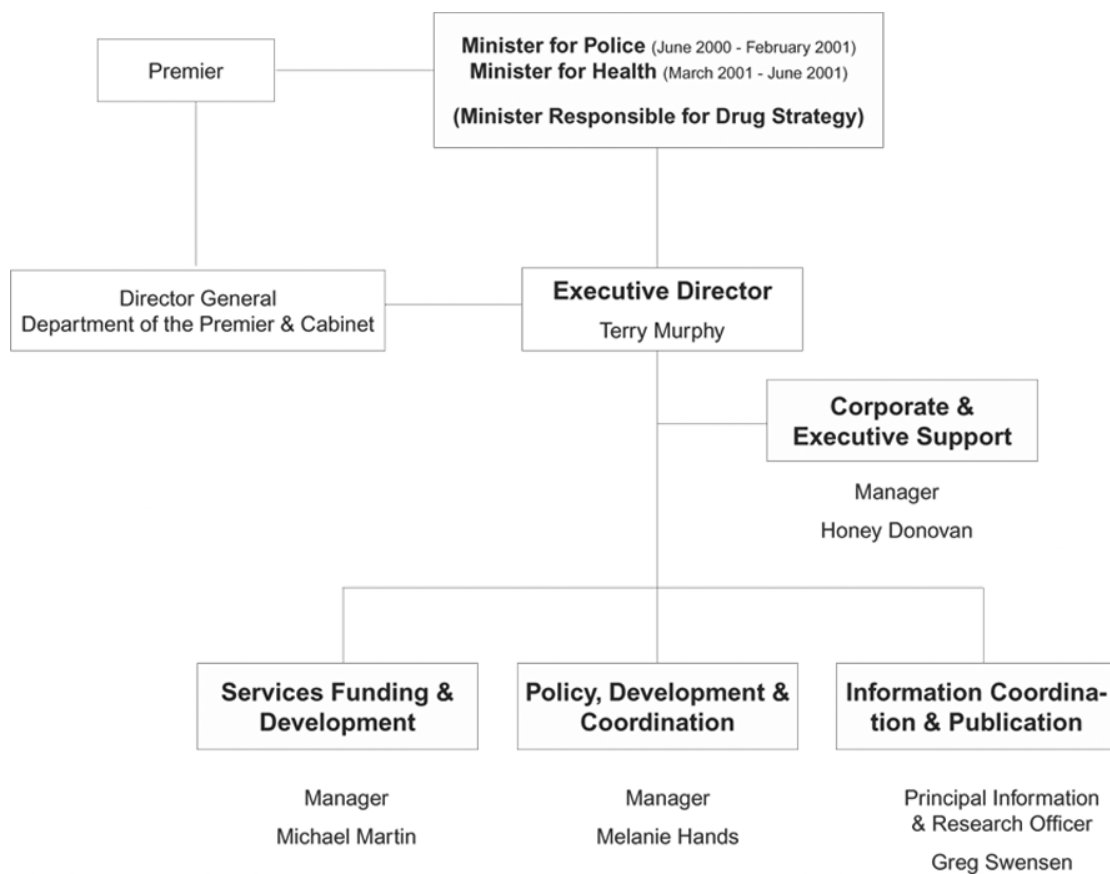 Premier
Minister for Police (June 2000 - February 2001)
Minister for Health (March 2001 - June 2001)
(Minister Responsible for Drug Strategy)
Director General
Department of the Premier & Cabinet
Executive Director
Terry Murphy
Corporate &
Executive Support
Manager
Honey Donovan
Services Funding &
Development
Manager
Michael Martin
Policy, Development &
Coordination
Manager
Melanie Hands
Information Coordina-
tion & Publication
Principal Information
& Research Officer
Greg Swensen